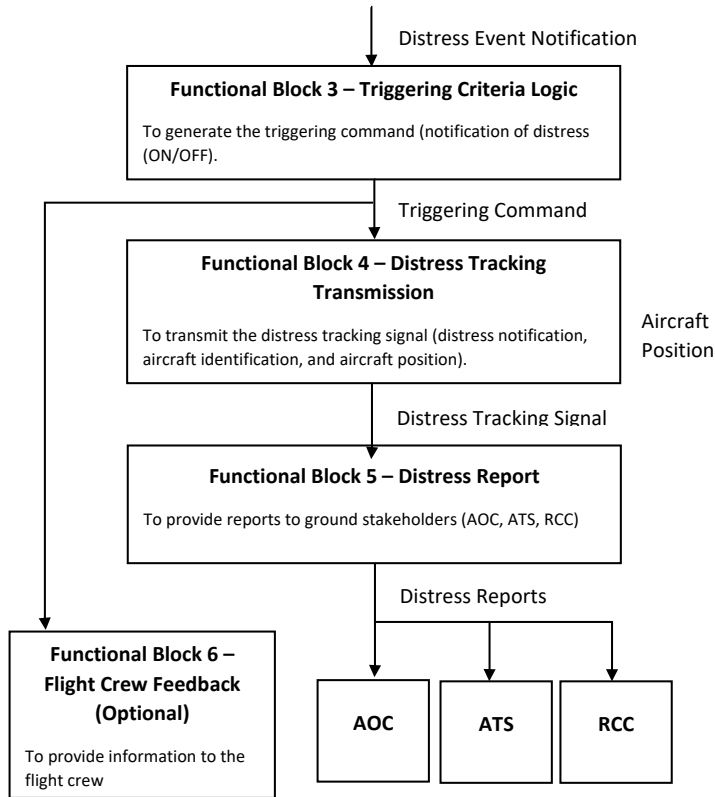 Distress Event Notification
Functional Block 3 – Triggering Criteria Logic
To generate the triggering command (notification of distress
(ON/OFF).
Triggering Command
Functional Block 4 – Distress Tracking
Transmission
To transmit the distress tracking signal (distress notification,
aircraft identification, and aircraft position).
Aircraft
Position
Distress Tracking Signal
Functional Block 5 – Distress Report
To provide reports to ground stakeholders (AOC, ATS, RCC)
Distress Reports
Functional Block 6 –
Flight Crew Feedback
(Optional)
To provide information to the
flight crew
AOC
ATS
RCC